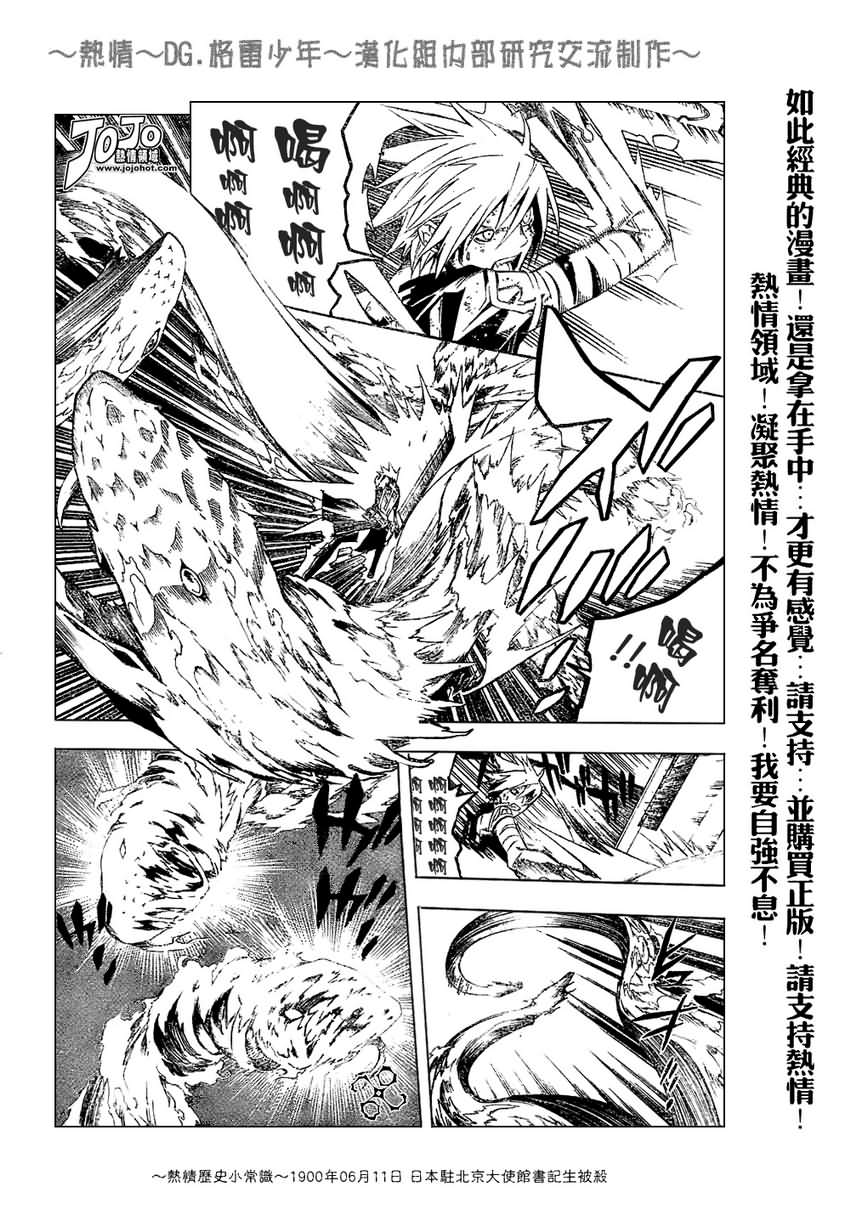 ～熱情～DG.格雷少年～漢化組內部研究交流制作～
如此經典的漫畫！還是拿在手中…才更有感覺…請支持…並購買正版！請支持熱情！
熱情領域！凝聚熱情！不為爭名奪利！我要自強不息！
JOJO
熱情領域
www.jojohot.com
喝啊啊啊
啊啊啊
喝啊!!
啊啊啊啊
啊啊啊
～熱情歷史小常識～1900年06月11日 日本駐北京大使館書記生被殺